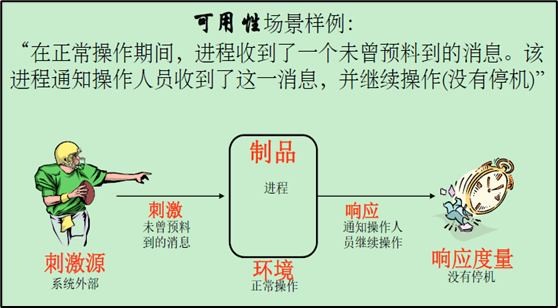 可用性场景样例：
“在正常操作期间，进程收到了一个未曾预料到的消息。该
进程通知操作人员收到了这一消息，并继续操作(没有停机)”
制品
进程
刺激
未曾预料
到的消息
响应
通知操作人
员继续操作
刺激源
系统外部
环境
正常操作
响应度量
没有停机